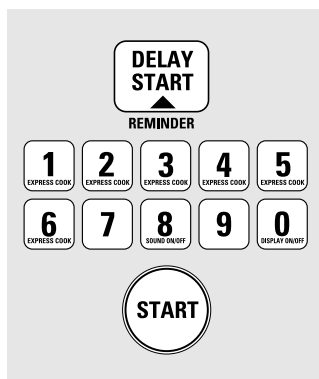 DELAY
START
REMINDER
1 2 3 4 5
EXPRESS COOK EXPRESS COOK EXPRESS COOK EXPRESS COOK EXPRESS COOK
6 7 8 9 0
EXPRESS COOK SOUND ON/OFF DISPLAY ON/OFF
START